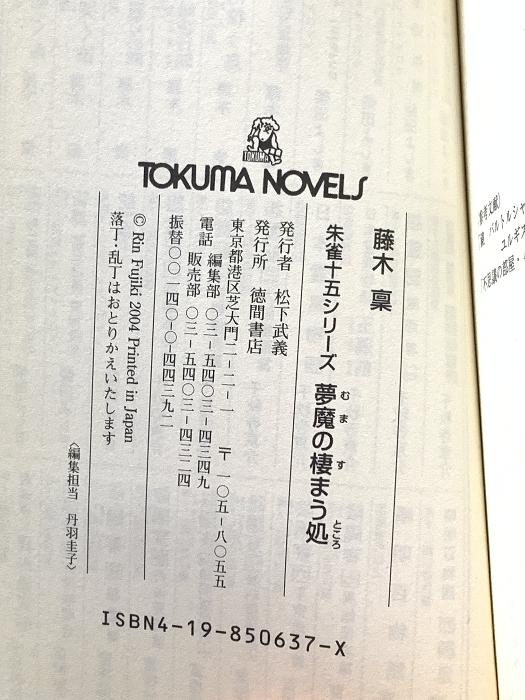 TOKUMA
TOKUMA NOVELS
藤木 稟
朱雀十五シリーズ 夢魔の棲まう処
むま す ところ
発行者 松下武義
発行所 徳間書店
東京都港区芝大門二-二-一 〒一〇五-八〇五五
電話 編集部 〇三-五四〇三-四三四九
販売部 〇三-五四〇三-四三二四
振替〇〇一四〇-〇-四四三九二
© Rin Fujiki 2004 Printed in Japan
落丁・乱丁はおとりかえいたします
〈編集担当 丹羽圭子〉
ISBN4-19-850637-X